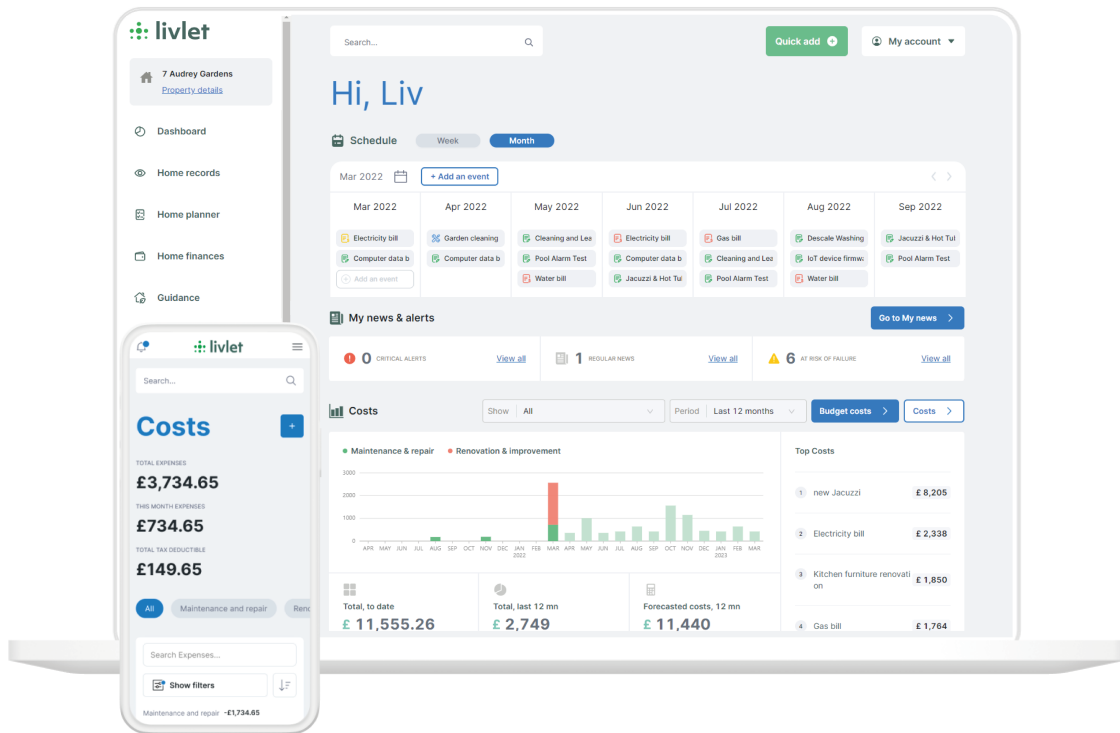 livlet
7 Audrey Gardens
Property details
Dashboard
Home records
Home planner
Home finances
Guidance
Search...
Quick add
My account
Hi, Liv
Schedule
Week
Month
Mar 2022
+ Add an event
Mar 2022 Apr 2022 May 2022 Jun 2022 Jul 2022 Aug 2022 Sep 2022
Electricity bill Garden cleaning Cleaning and Lea Electricity bill Gas bill Descale Washing Jacuzzi & Hot Tul
Computer data b Computer data b Pool Alarm Test Computer data b Cleaning and Lea IoT device firmwa Pool Alarm Test
Add an event Water bill Jacuzzi & Hot Tul Pool Alarm Test Water bill
My news & alerts
Go to My news
0 CRITICAL ALERTS View all 1 REGULAR NEWS View all 6 AT RISK OF FAILURE View all
Costs
Show All
Period Last 12 months
Budget costs
Costs
Maintenance & repair Renovation & improvement
3000
2000
1000
0
APR MAY JUN JUL AUG SEP OCT NOV DEC JAN FEB MAR APR MAY JUN JUL AUG SEP OCT NOV DEC JAN FEB MAR
2022 2023
Top Costs
1 new Jacuzzi £ 8,205
2 Electricity bill £ 2,338
3 Kitchen furniture renovati
on £ 1,850
4 Gas bill £ 1,764
Total, to date
£ 11,555.26
Total, last 12 mn
£ 2,749
Forecasted costs, 12 mn
£ 11,440
livlet
Search...
Costs
+
TOTAL EXPENSES
£3,734.65
THIS MONTH EXPENSES
£734.65
TOTAL TAX DEDUCTIBLE
£149.65
All Maintenance and repair Reno
Search Expenses...
Show filters
Maintenance and repair -£1,734.65